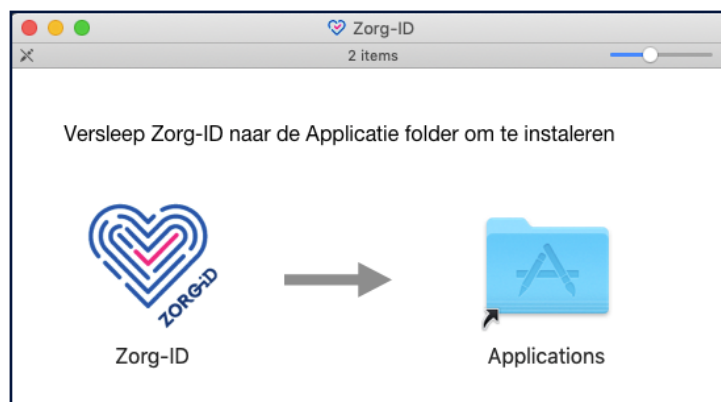 Zorg-ID
2 items
Versleep Zorg-ID naar de Applicatie folder om te instaleren
ZORG-iD
Zorg-ID
Applications